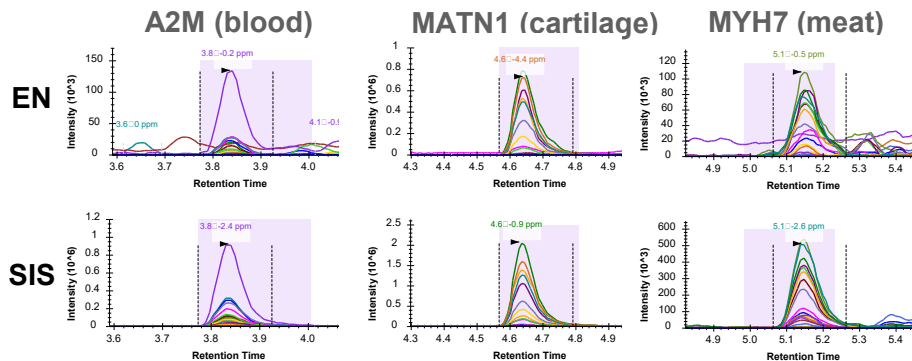 A2M (blood) MATN1 (cartilage) MYH7 (meat)
EN
Intensity (10^3)
150
100
50
0
3.8□-0.2 ppm
3.6□0 ppm
3.6 3.7 3.8 3.9 4.0
Retention Time
Intensity (10^6)
1
0.8
0.6
0.4
0.2
0
4.6□-4.4 ppm
4.3 4.4 4.5 4.6 4.7 4.8 4.9
Retention Time
Intensity (10^3)
120
100
80
60
40
20
0
5.1□-0.5 ppm
4.9 5.0 5.1 5.2 5.3 5.4
Retention Time
SIS
Intensity (10^6)
1.2
1
0.8
0.6
0.4
0.2
0
3.8□-2.4 ppm
3.6 3.7 3.8 3.9 4.0
Retention Time
Intensity (10^6)
2.5
2
1.5
1
0.5
0
4.6□-0.9 ppm
4.3 4.4 4.5 4.6 4.7 4.8 4.9
Retention Time
Intensity (10^3)
600
500
400
300
200
100
0
5.1□-2.6 ppm
4.9 5.0 5.1 5.2 5.3 5.4
Retention Time